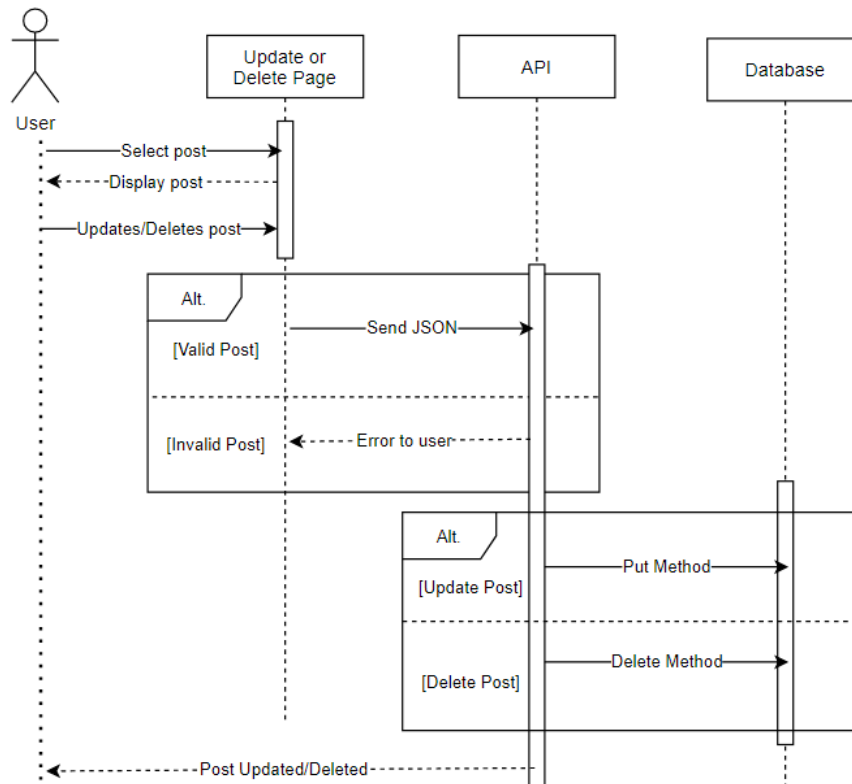 Update or
Delete Page
API
Database
User
Select post
Display post
Updates/Deletes post
Alt.
Send JSON
[Valid Post]
[Invalid Post]
Error to user
Alt.
Put Method
[Update Post]
Delete Method
[Delete Post]
Post Updated/Deleted